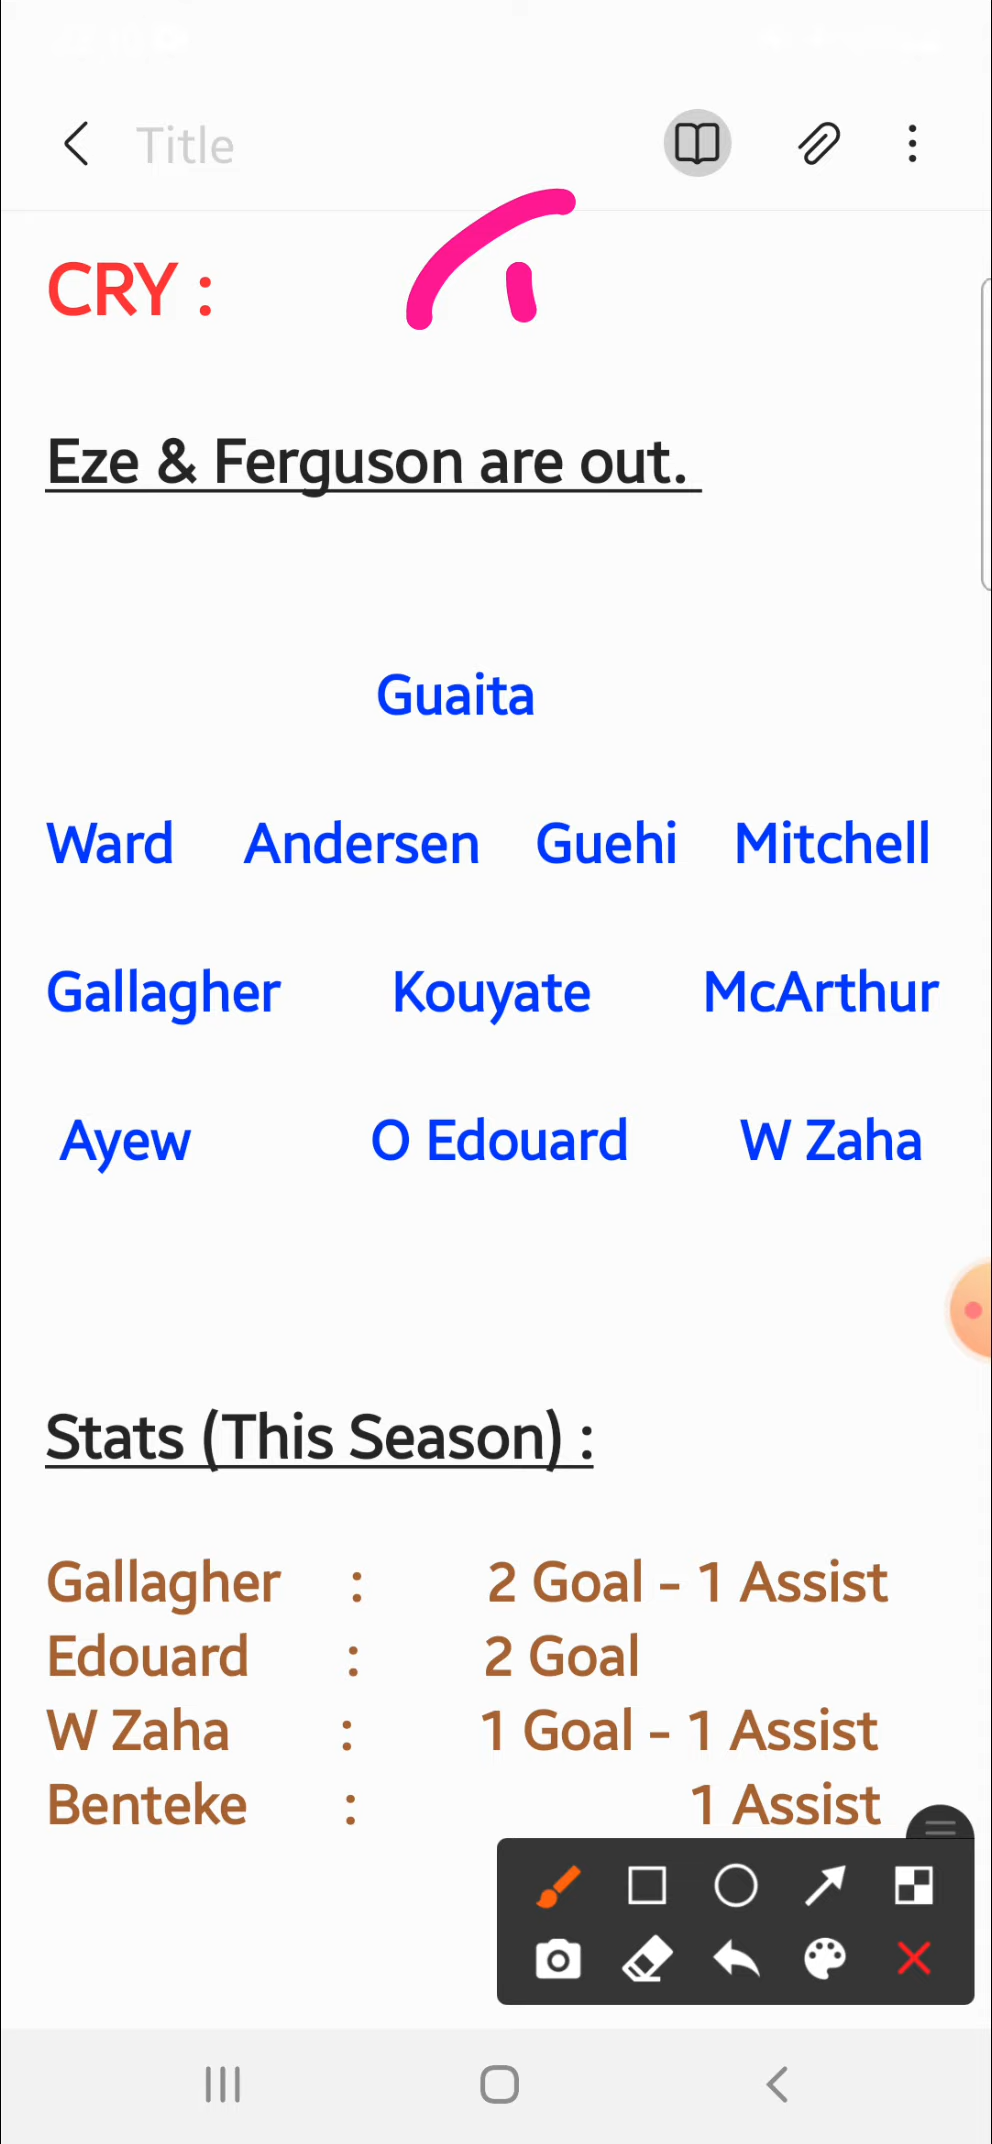 Title
CRY :
Eze & Ferguson are out.
Guaita
Ward Andersen Guehi Mitchell
Gallagher Kouyate McArthur
Ayew O Edouard W Zaha
Stats (This Season) :
Gallagher : 2 Goal - 1 Assist
Edouard : 2 Goal
W Zaha : 1 Goal - 1 Assist
Benteke : 1 Assist